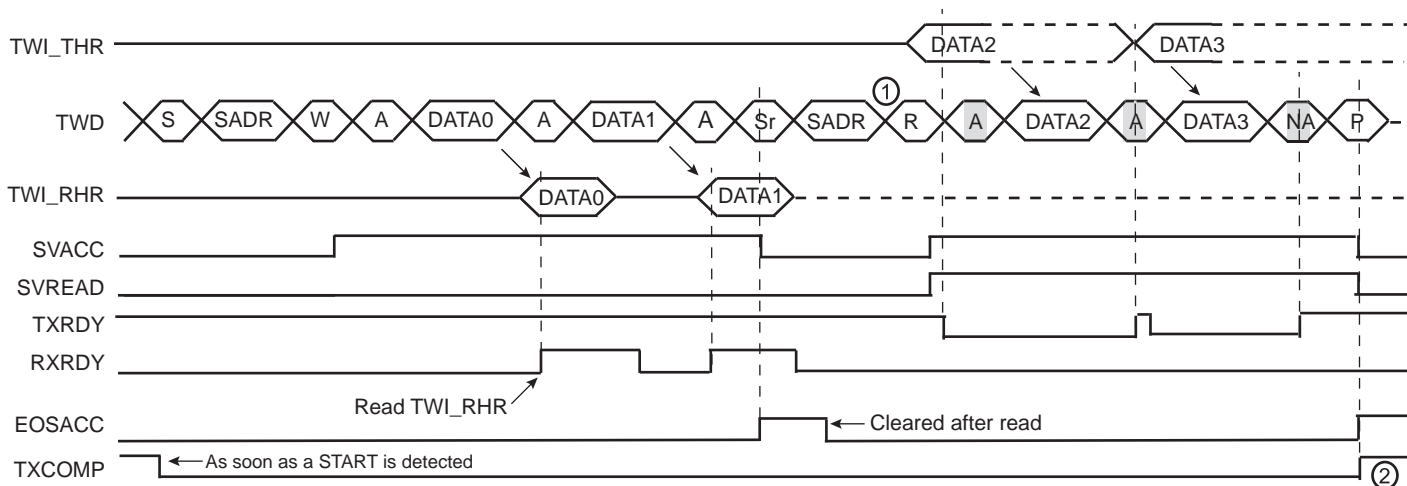 TWI_THR DATA2 DATA3
①
TWD S SADR W A DATA0 A DATA1 A Sr SADR R A DATA2 A DATA3 NA P
TWI_RHR DATA0 DATA1
SVACC
SVREAD
TXRDY
RXRDY
Read TWI_RHR
EOSACC Cleared after read
TXCOMP As soon as a START is detected ②